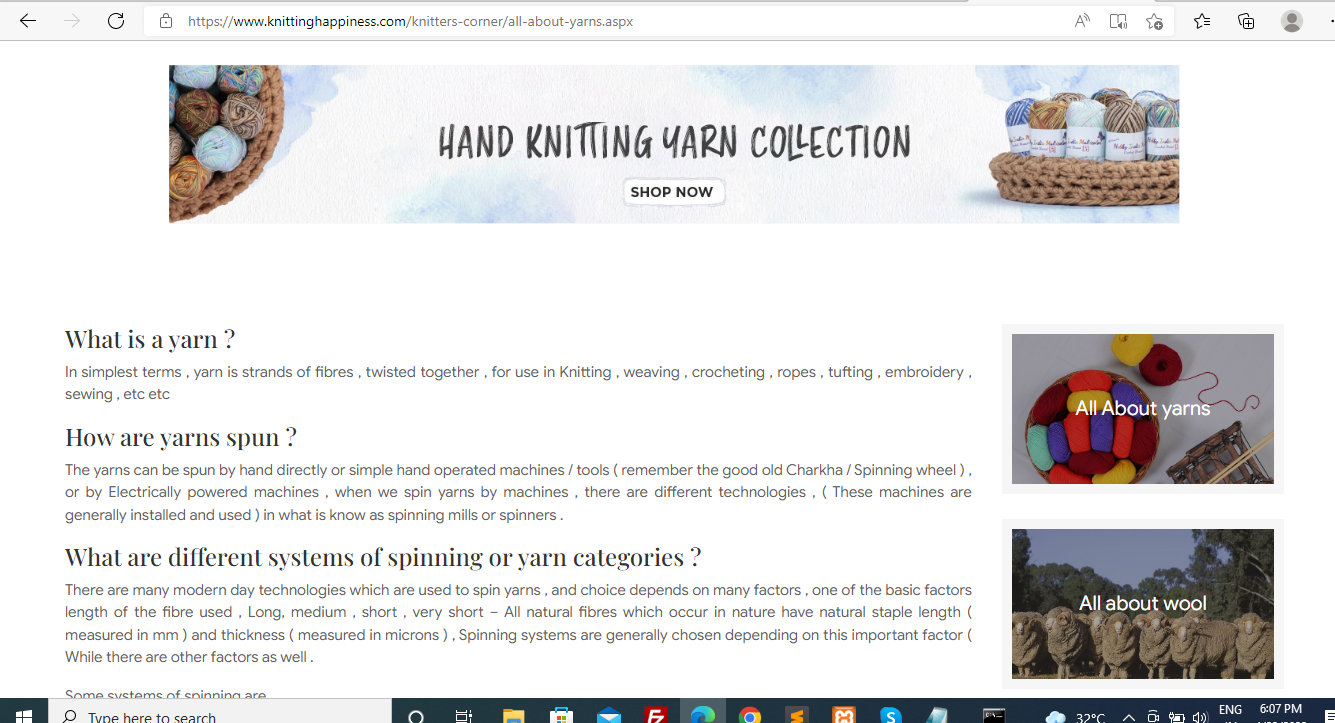 https://www.knittinghappiness.com/knitters-corner/all-about-yarns.aspx
HAND KNITTING YARN COLLECTION
SHOP NOW
What is a yarn ?
In simplest terms , yarn is strands of fibres , twisted together , for use in Knitting , weaving , crocheting , ropes , tufting , embroidery ,
sewing , etc etc
How are yarns spun ?
The yarns can be spun by hand directly or simple hand operated machines / tools ( remember the good old Charkha / Spinning wheel ) ,
or by Electrically powered machines , when we spin yarns by machines , there are different technologies , ( These machines are
generally installed and used ) in what is know as spinning mills or spinners .
What are different systems of spinning or yarn categories ?
There are many modern day technologies which are used to spin yarns , and choice depends on many factors , one of the basic factors
length of the fibre used , Long, medium , short , very short – All natural fibres which occur in nature have natural staple length (
measured in mm ) and thickness ( measured in microns ) , Spinning systems are generally chosen depending on this important factor (
While there are other factors as well .
Some systems of spinning are
All About yarns
All about wool
Type here to search
32°C
ENG
6:07 PM